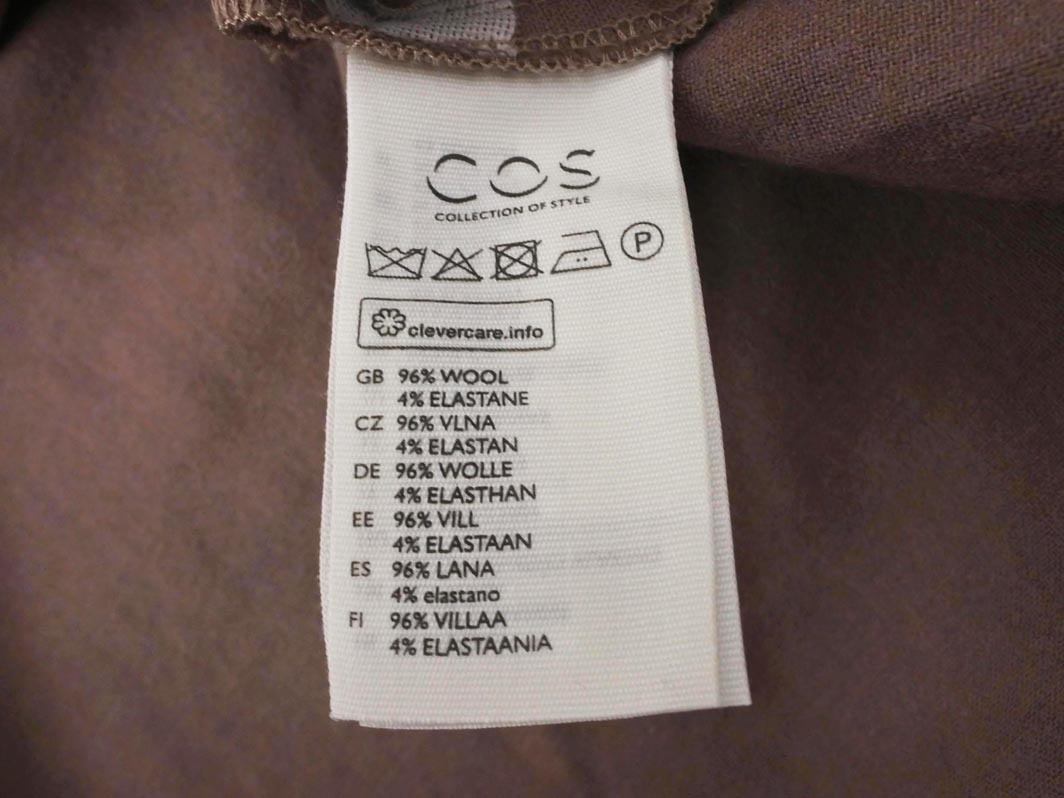 COS
COLLECTION OF STYLE
P
clevercare.info
GB 96% WOOL
4% ELASTANE
CZ 96% VLNA
4% ELASTAN
DE 96% WOLLE
4% ELASTHAN
EE 96% VILL
4% ELASTAAN
ES 96% LANA
4% elastano
FI 96% VILLAA
4% ELASTAANIA